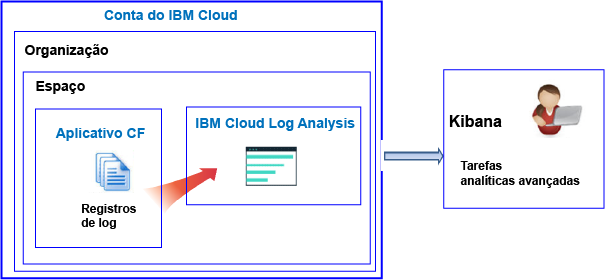 Conta do IBM Cloud
Organização
Espaço
Aplicativo CF
Registros
de log
IBM Cloud Log Analysis
Kibana
Tarefas
analíticas avançadas